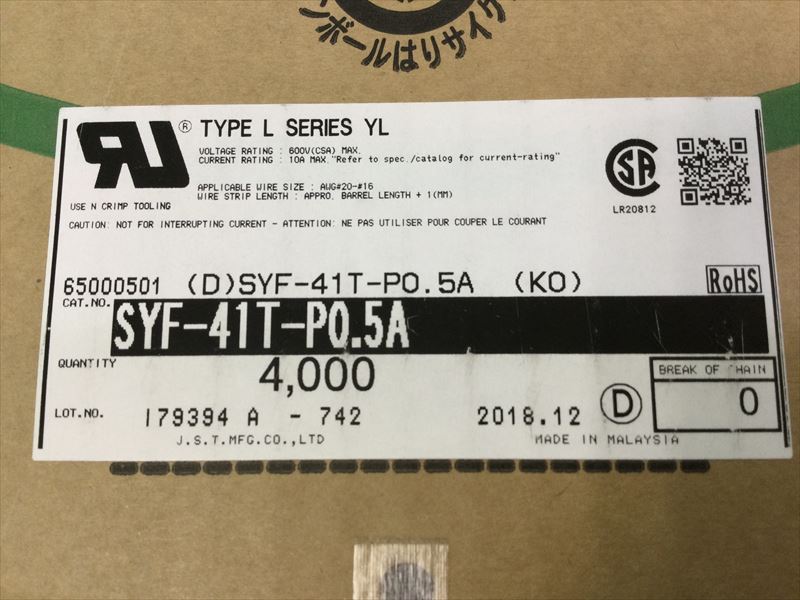 ンボールはリサイク
® TYPE L SERIES YL
VOLTAGE RATING : 600V(CSA) MAX.
CURRENT RATING : 10A MAX."Refer to spec./catalog for current-rating"
APPLICABLE WIRE SIZE : AWG#20-#16
WIRE STRIP LENGTH : APPRO. BARREL LENGTH + 1(MM)
USE N CRIMP TOOLING
LR20812
CAUTION: NOT FOR INTERRUPTING CURRENT - ATTENTION: NE PAS UTILISER POUR COUPER LE COURANT
65000501 (D)SYF-41T-P0.5A (KO) RoHS
CAT.NO. SYF-41T-P0.5A
QUANTITY 4,000
BREAK OF HAIN
0
LOT.NO. 179394 A - 742 2018.12 D
J.S.T.MFG.CO.,LTD MADE IN MALAYSIA